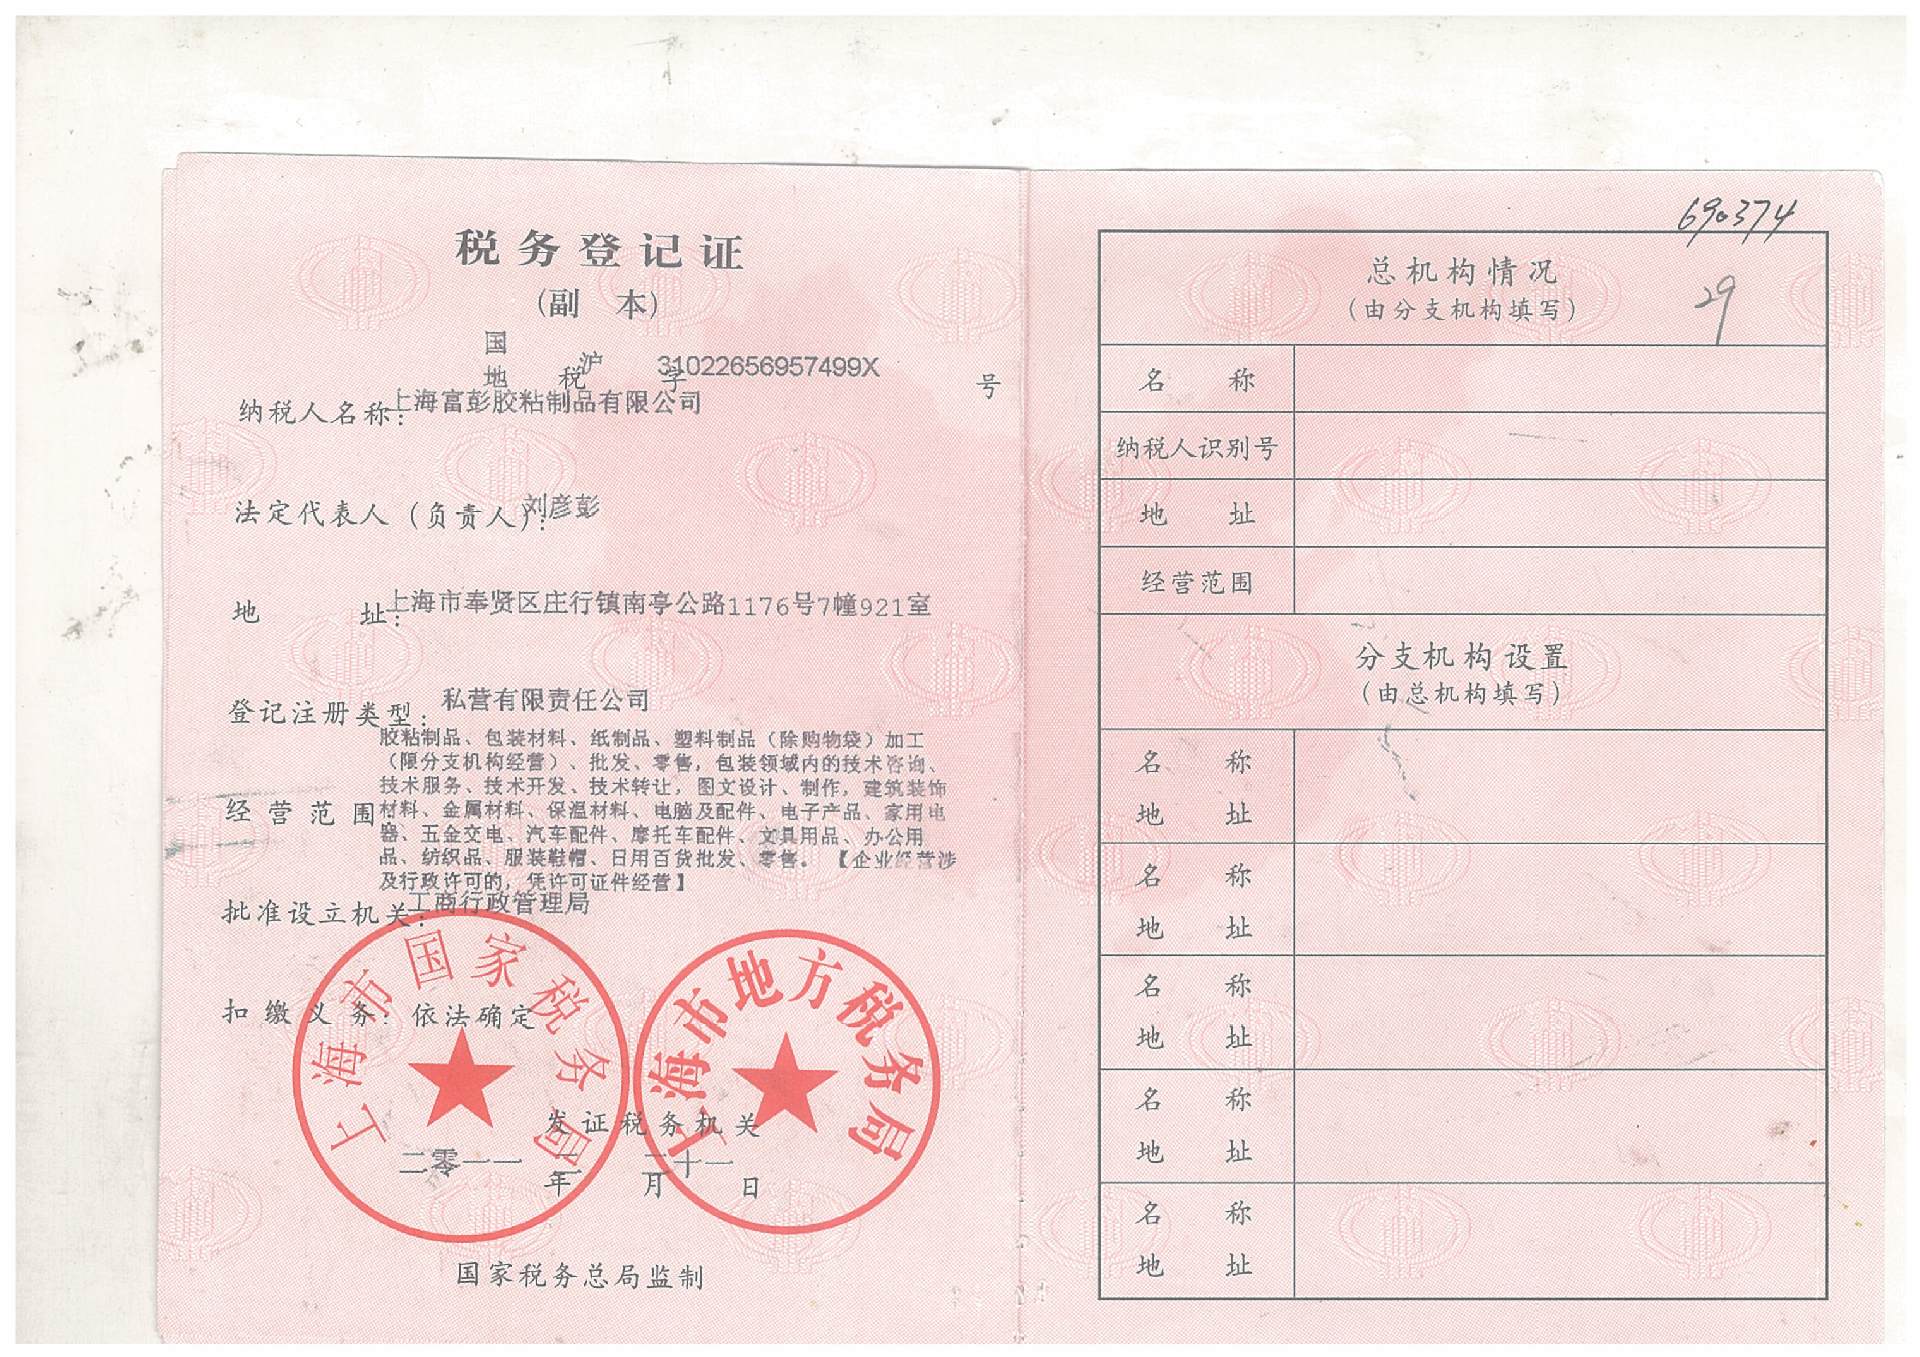 税务登记证
(副 本)
国
地 税 沪 字 31022656957499X 号
纳税人名称: 上海富彭胶粘制品有限公司
法定代表人(负责人): 刘彦彭
地 址: 上海市奉贤区庄行镇南亭公路1176号7幢921室
登记注册类型: 私营有限责任公司
经营范围:
胶粘制品、包装材料、纸制品、塑料制品（除购物袋）加工
（限分支机构经营）、批发、零售，包装领域内的技术咨询、
技术服务、技术开发、技术转让，图文设计、制作，建筑装饰
材料、金属材料、保温材料、电脑及配件、电子产品、家用电
器、五金交电、汽车配件、摩托车配件、文具用品、办公用
品、纺织品、服装鞋帽、日用百货批发、零售。【企业经营涉
及行政许可的，凭许可证件经营】
批准设立机关: 工商行政管理局
扣缴义务: 依法确定
上海市国家税务局
上海市地方税务局
发证税务机关
二零一一 年 二 月 二十一 日
国家税务总局监制
690374
29
总机构情况
(由分支机构填写)
名 称
纳税人识别号
地 址
经营范围
分支机构设置
(由总机构填写)
名 称
地 址
名 称
地 址
名 称
地 址
名 称
地 址
名 称
地 址